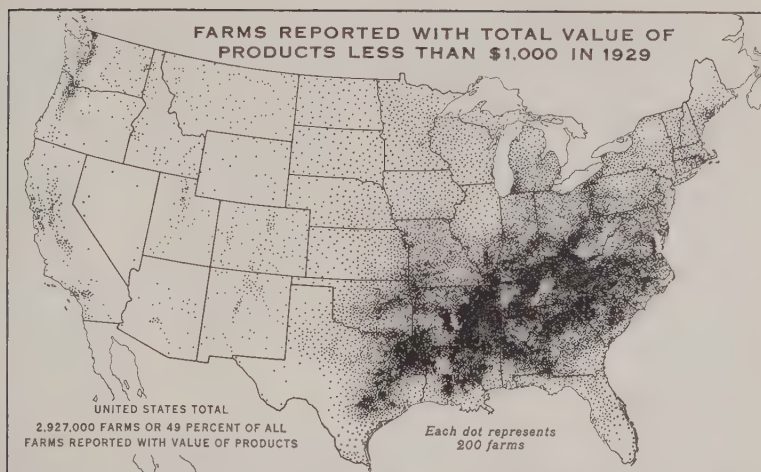 FARMS REPORTED WITH TOTAL VALUE OF
PRODUCTS LESS THAN $1,000 IN 1929
UNITED STATES TOTAL
2,927,000 FARMS OR 49 PERCENT OF ALL
FARMS REPORTED WITH VALUE OF PRODUCTS
Each dot represents
200 farms